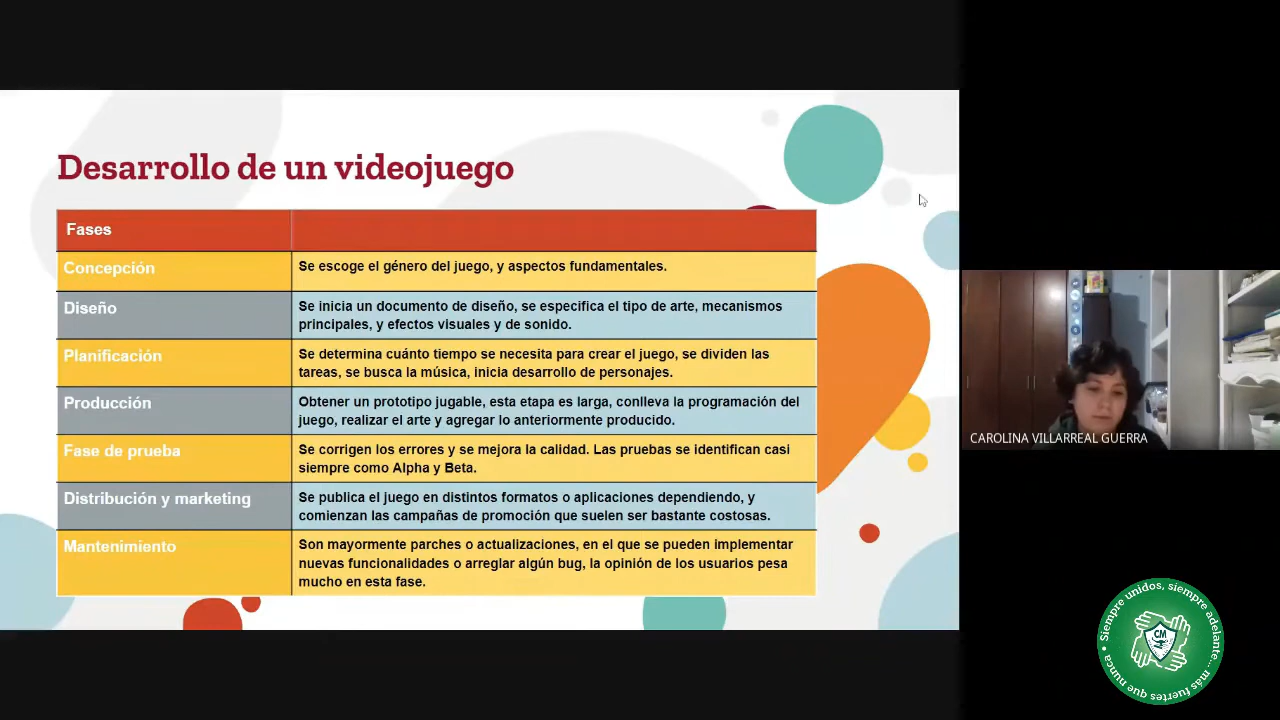 Desarrollo de un videojuego
Fases
Concepción
Se escoge el género del juego, y aspectos fundamentales.
Diseño
Se inicia un documento de diseño, se especifica el tipo de arte, mecanismos
principales, y efectos visuales y de sonido.
Planificación
Se determina cuánto tiempo se necesita para crear el juego, se dividen las
tareas, se busca la música, inicia desarrollo de personajes.
Producción
Obtener un prototipo jugable, esta etapa es larga, conlleva la programación del
juego, realizar el arte y agregar lo anteriormente producido.
Fase de prueba
Se corrigen los errores y se mejora la calidad. Las pruebas se identifican casi
siempre como Alpha y Beta.
Distribución y marketing
Se publica el juego en distintos formatos o aplicaciones dependiendo, y
comienzan las campañas de promoción que suelen ser bastante costosas.
Mantenimiento
Son mayormente parches o actualizaciones, en el que se pueden implementar
nuevas funcionalidades o arreglar algún bug, la opinión de los usuarios pesa
mucho en esta fase.
CAROLINA VILLARREAL GUERRA
Siempre unidos, siempre adelante... más fuertes que nunca •
CM